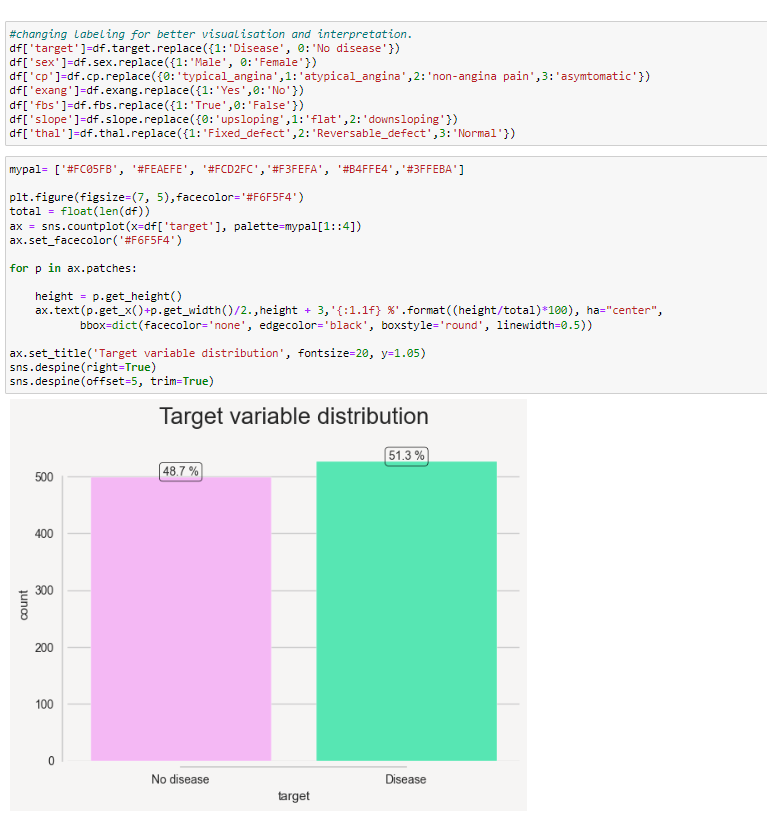 #changing labeling for better visualisation and interpretation.
df['target']=df.target.replace({1:'Disease', 0:'No disease'})
df['sex']=df.sex.replace({1:'Male', 0:'Female'})
df['cp']=df.cp.replace({0:'typical_angina',1:'atypical_angina',2:'non-angina pain',3:'asymtomatic'})
df['exang']=df.exang.replace({1:'Yes',0:'No'})
df['fbs']=df.fbs.replace({1:'True',0:'False'})
df['slope']=df.slope.replace({0:'upsloping',1:'flat',2:'downsloping'})
df['thal']=df.thal.replace({1:'Fixed_defect',2:'Reversable_defect',3:'Normal'})
mypal= ['#FC05FB', '#FEAEFE', '#FCD2FC','#F3FEFA', '#B4FFE4','#3FFEBA']
plt.figure(figsize=(7, 5),facecolor='#F6F5F4')
total = float(len(df))
ax = sns.countplot(x=df['target'], palette=mypal[1::4])
ax.set_facecolor('#F6F5F4')
for p in ax.patches:
    height = p.get_height()
    ax.text(p.get_x()+p.get_width()/2.,height + 3,'{:1.1f} %'.format((height/total)*100), ha="center",
           bbox=dict(facecolor='none', edgecolor='black', boxstyle='round', linewidth=0.5))
ax.set_title('Target variable distribution', fontsize=20, y=1.05)
sns.despine(right=True)
sns.despine(offset=5, trim=True)
Target variable distribution
51.3 %
48.7 %
500
400
300
200
100
0
count
No disease Disease
target